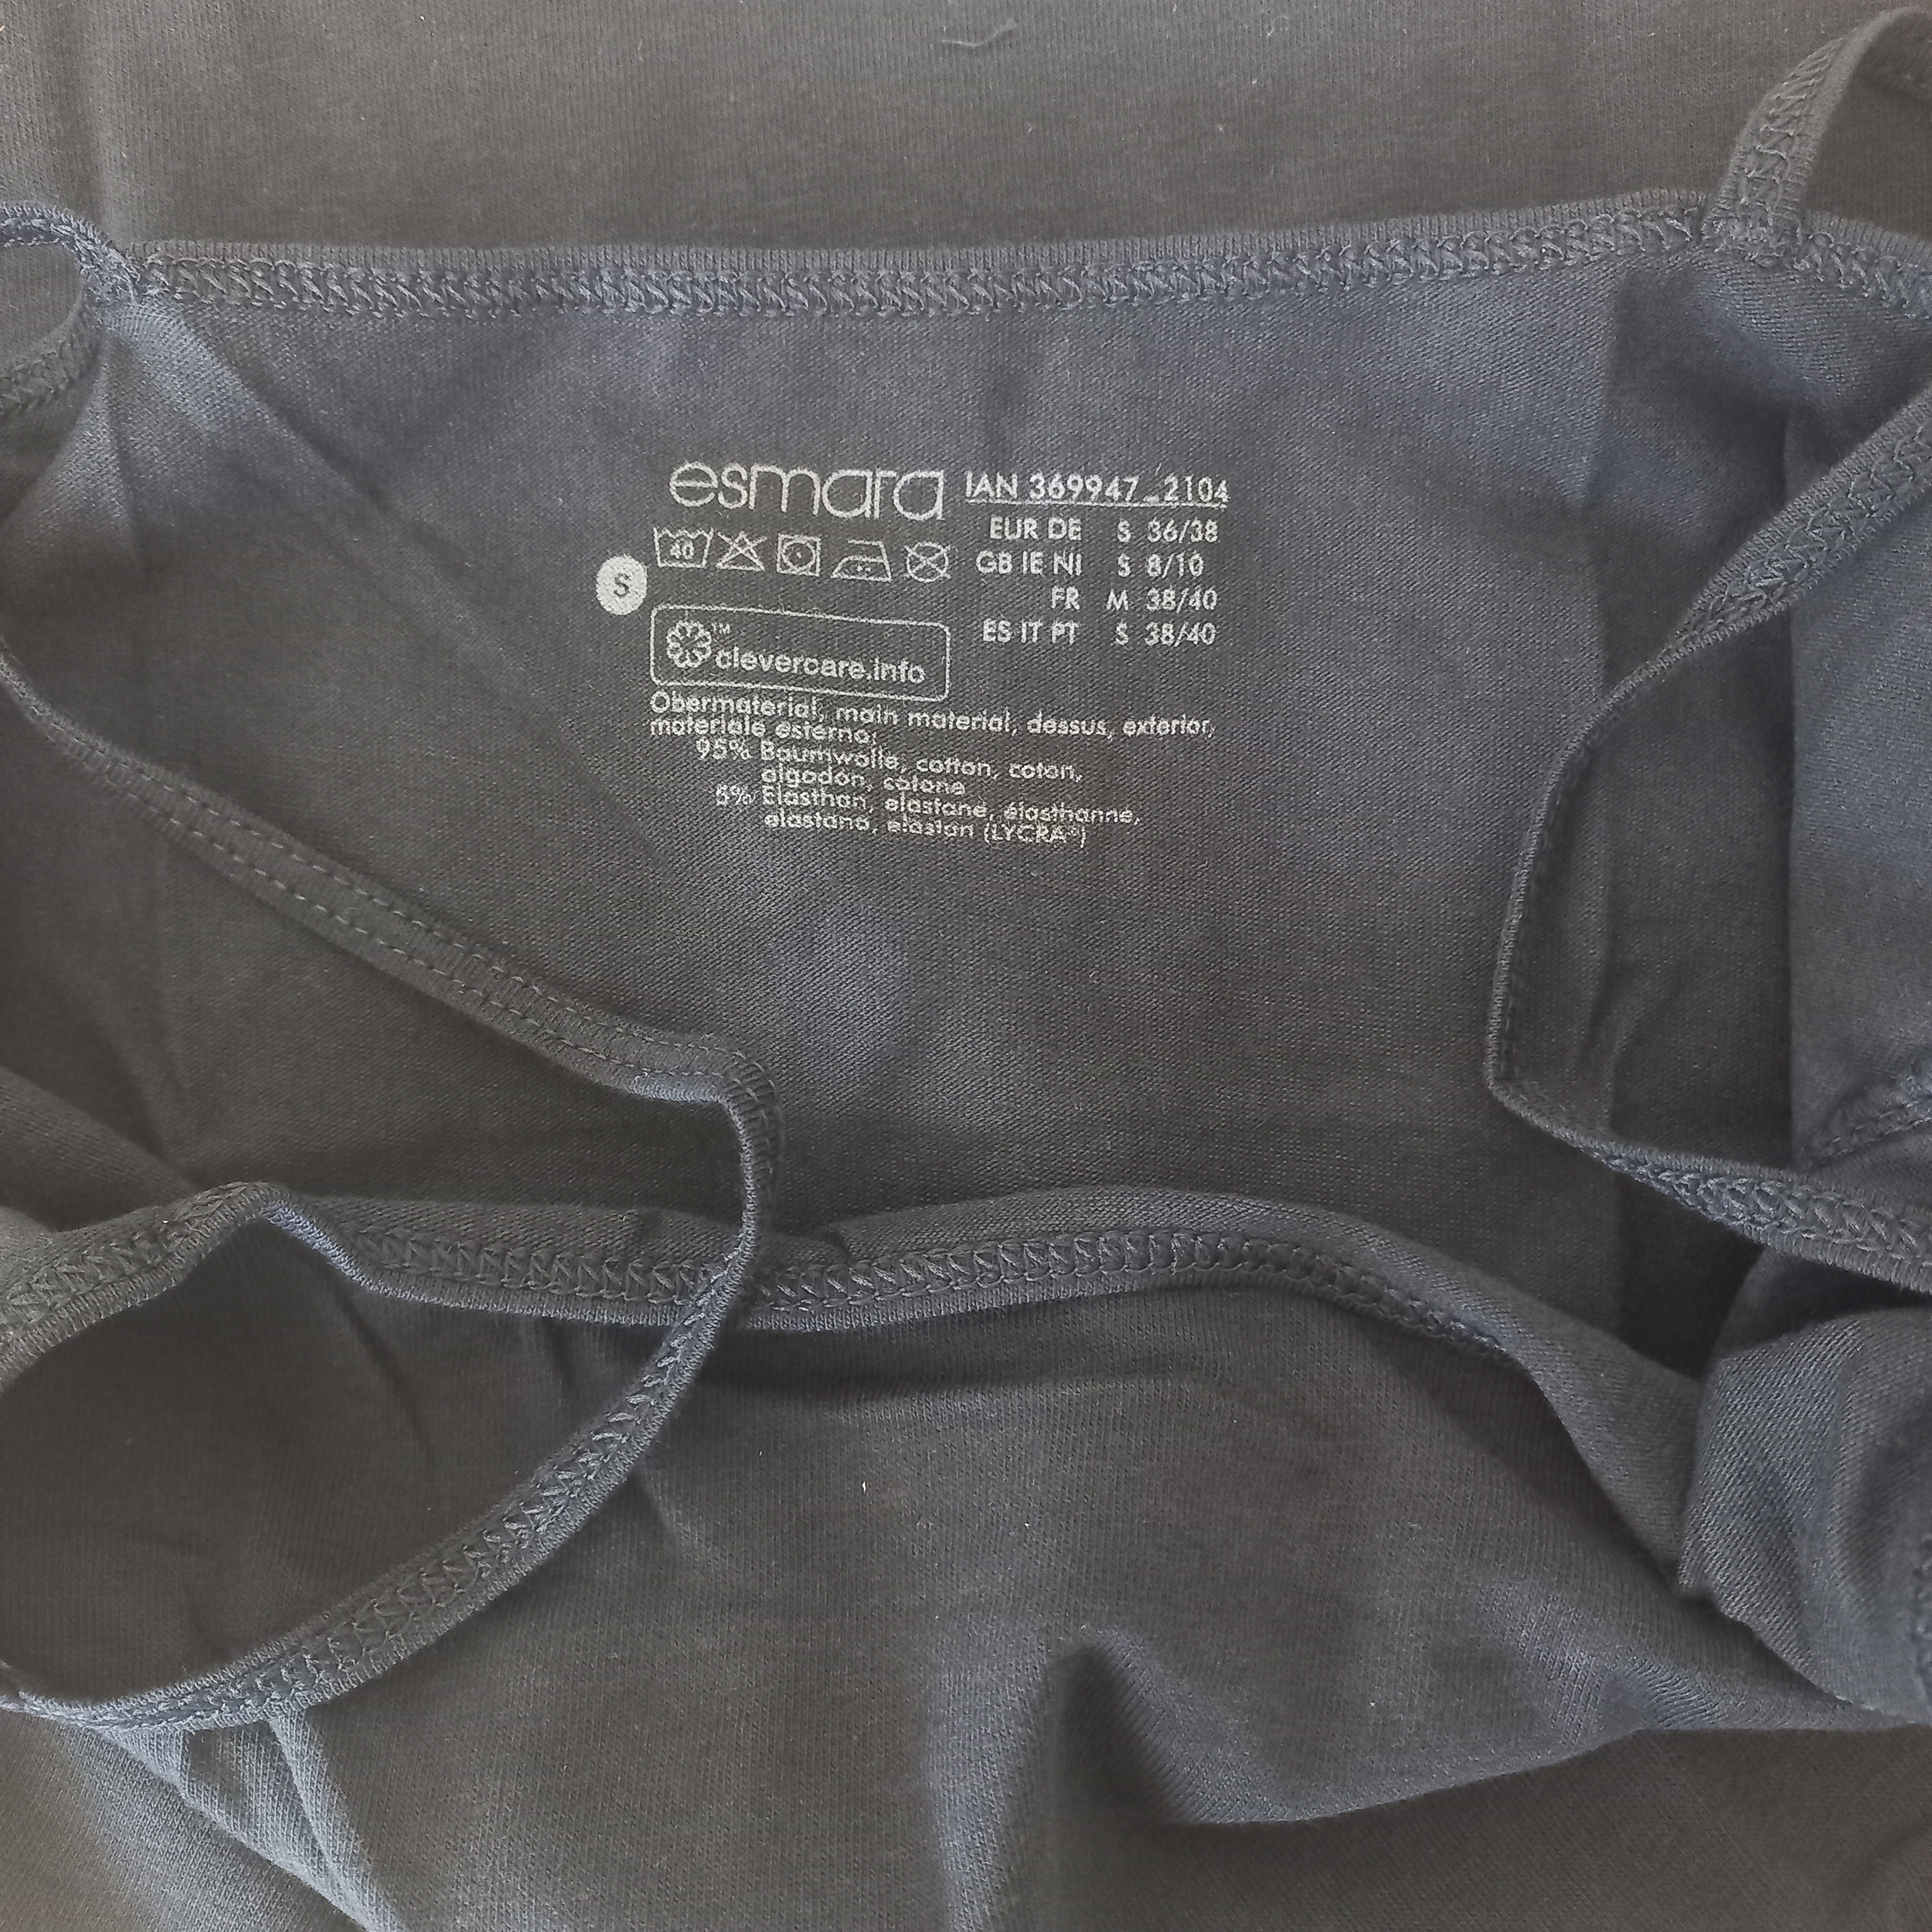 esmara
IAN 369947_2104
EUR DE S 36/38
GB IE NI S 8/10
FR M 38/40
ES IT PT S 38/40
40
S
™
clevercare.info
Obermaterial, main material, dessus, exterior,
materiale esterno:
95% Baumwolle, cotton, coton,
algodón, cotone
5% Elasthan, elastane, élasthanne,
elastano, elastan (LYCRA®)